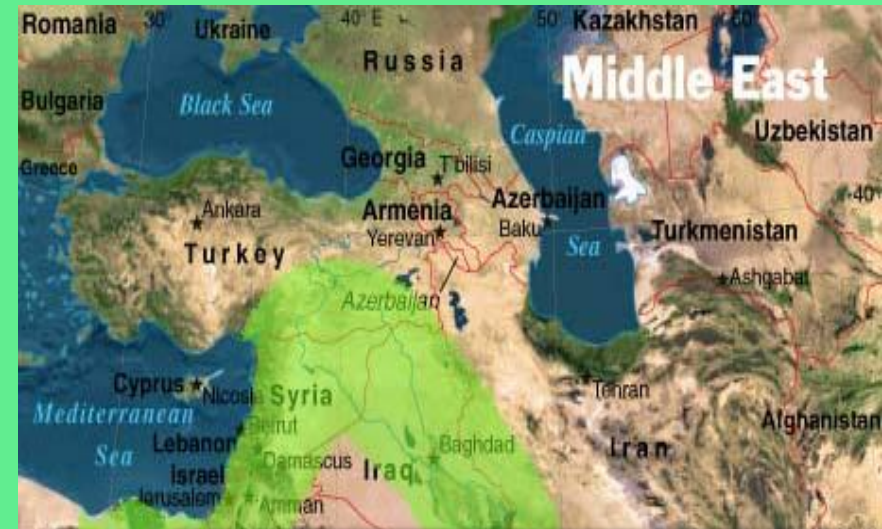 Romania
30°
Ukraine
40° E
50°
Kazakhstan
60°
Russia
Middle East
Bulgaria
Black Sea
Caspian
Uzbekistan
Greece
Georgia
T'bilisi
40°
Ankara
Armenia
Azerbaijan
Yerevan
Baku
Turkmenistan
Turkey
Sea
Ashgabat
Azerbaijan
Cyprus
Nicosia
Syria
Tehran
Mediterranean
Beirut
Afghanistan
Lebanon
Baghdad
Iran
Sea
Damascus
Iraq
Israel
Jerusalem
Amman